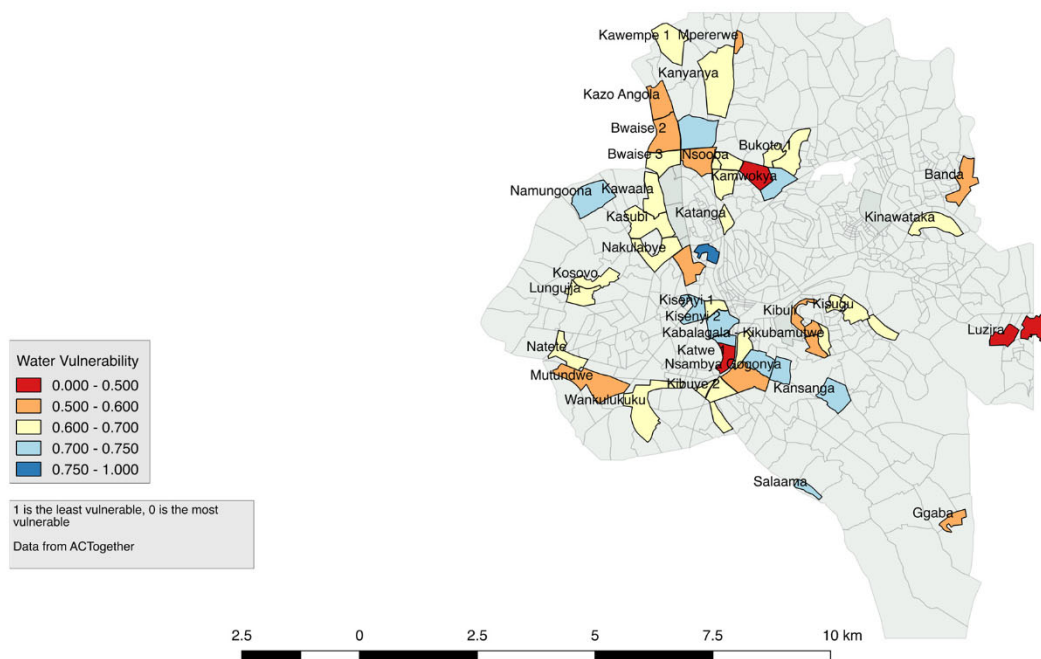 Kawempe 1
Mpererwe
Kanyanya
Kazo Angola
Bwaise 2
Bukoto 1
Bwaise 3
Nsooba
Kamwokya
Banda
Namungoona
Kawaala
Kasubi
Katanga
Kinawataka
Nakulabye
Kosovo
Lungujja
Kisenyi 1
Kisenyi 2
Kibuli
Kisugu
Kabalagala
Kikubamutwe
Luzira
Katwe 1
Natete
Nsambya
Gogonya
Mutundwe
Kibuye 2
Kansanga
Wankulukuku
Salaama
Ggaba
Water Vulnerability
0.000 - 0.500
0.500 - 0.600
0.600 - 0.700
0.700 - 0.750
0.750 - 1.000
1 is the least vulnerable, 0 is the most
vulnerable
Data from ACTogether
2.5 0 2.5 5 7.5 10 km